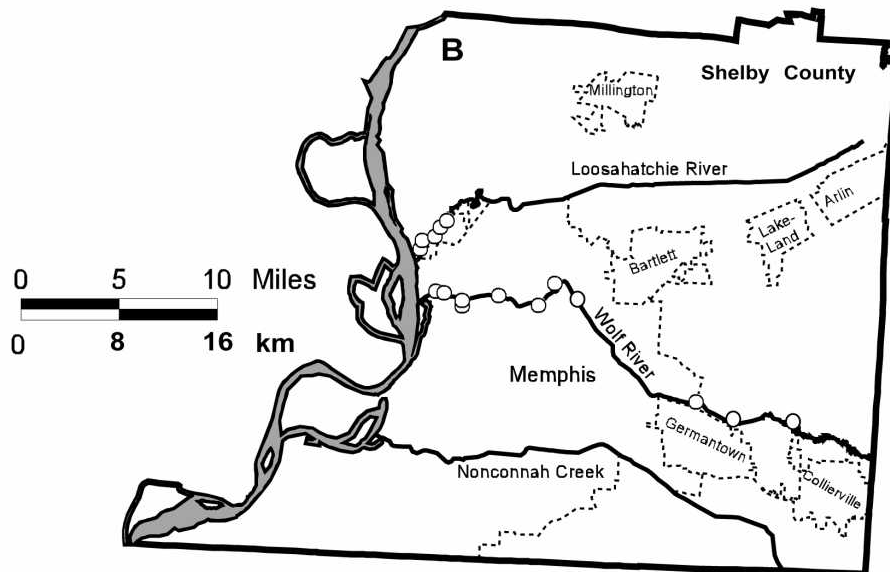 B
Shelby County
Millington
Loosahatchie River
Arlin
Lake-
Land
Bartlett
0 5 10 Miles
0 8 16 km
Wolf River
Memphis
Germantown
Nonconnah Creek
Collierville